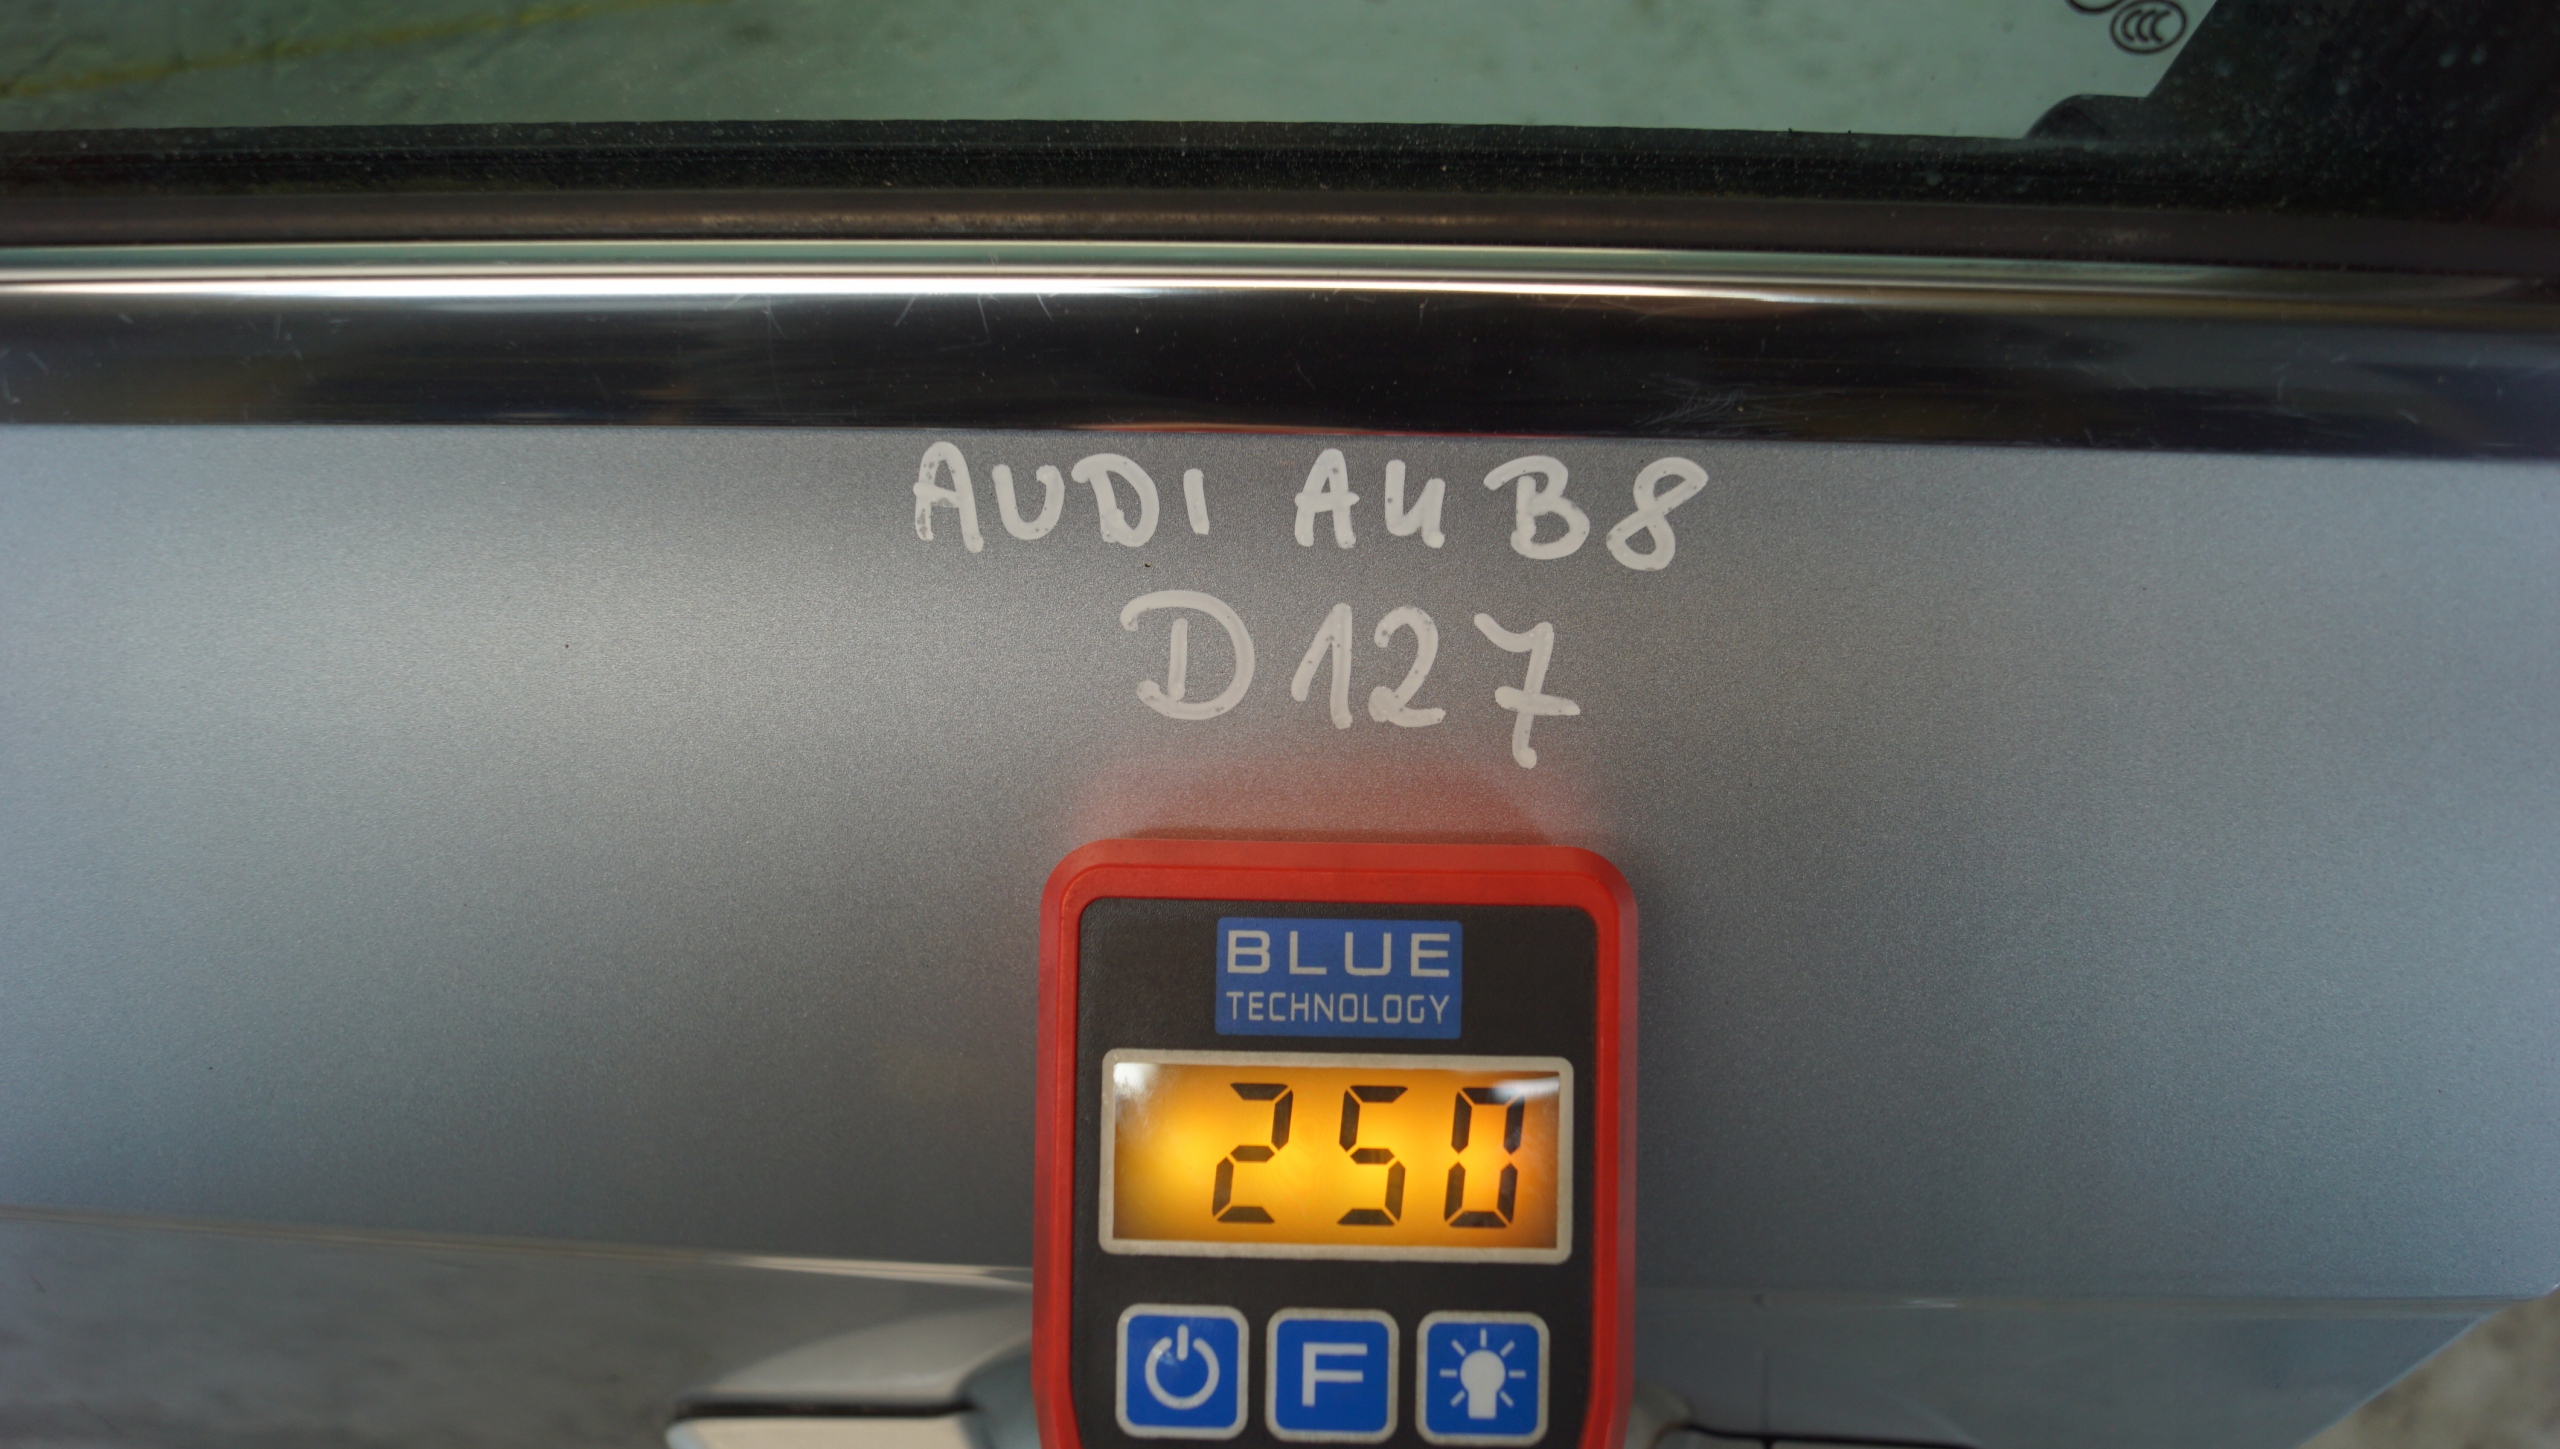 AUDI A4 B8
D127
BLUE
TECHNOLOGY
250
F